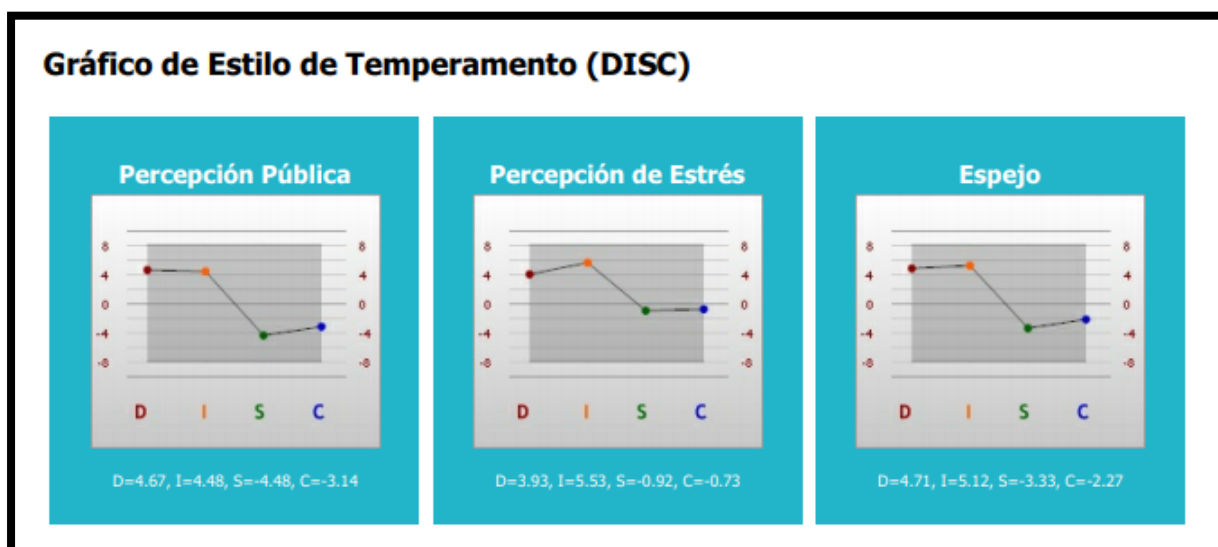 Gráfico de Estilo de Temperamento (DISC)
Percepción Pública
8 8
4 4
0 0
-4 -4
-8 -8
D I S C
D=4.67, I=4.48, S=-4.48, C=-3.14
Percepción de Estrés
8 8
4 4
0 0
-4 -4
-8 -8
D I S C
D=3.93, I=5.53, S=-0.92, C=-0.73
Espejo
8 8
4 4
0 0
-4 -4
-8 -8
D I S C
D=4.71, I=5.12, S=-3.33, C=-2.27